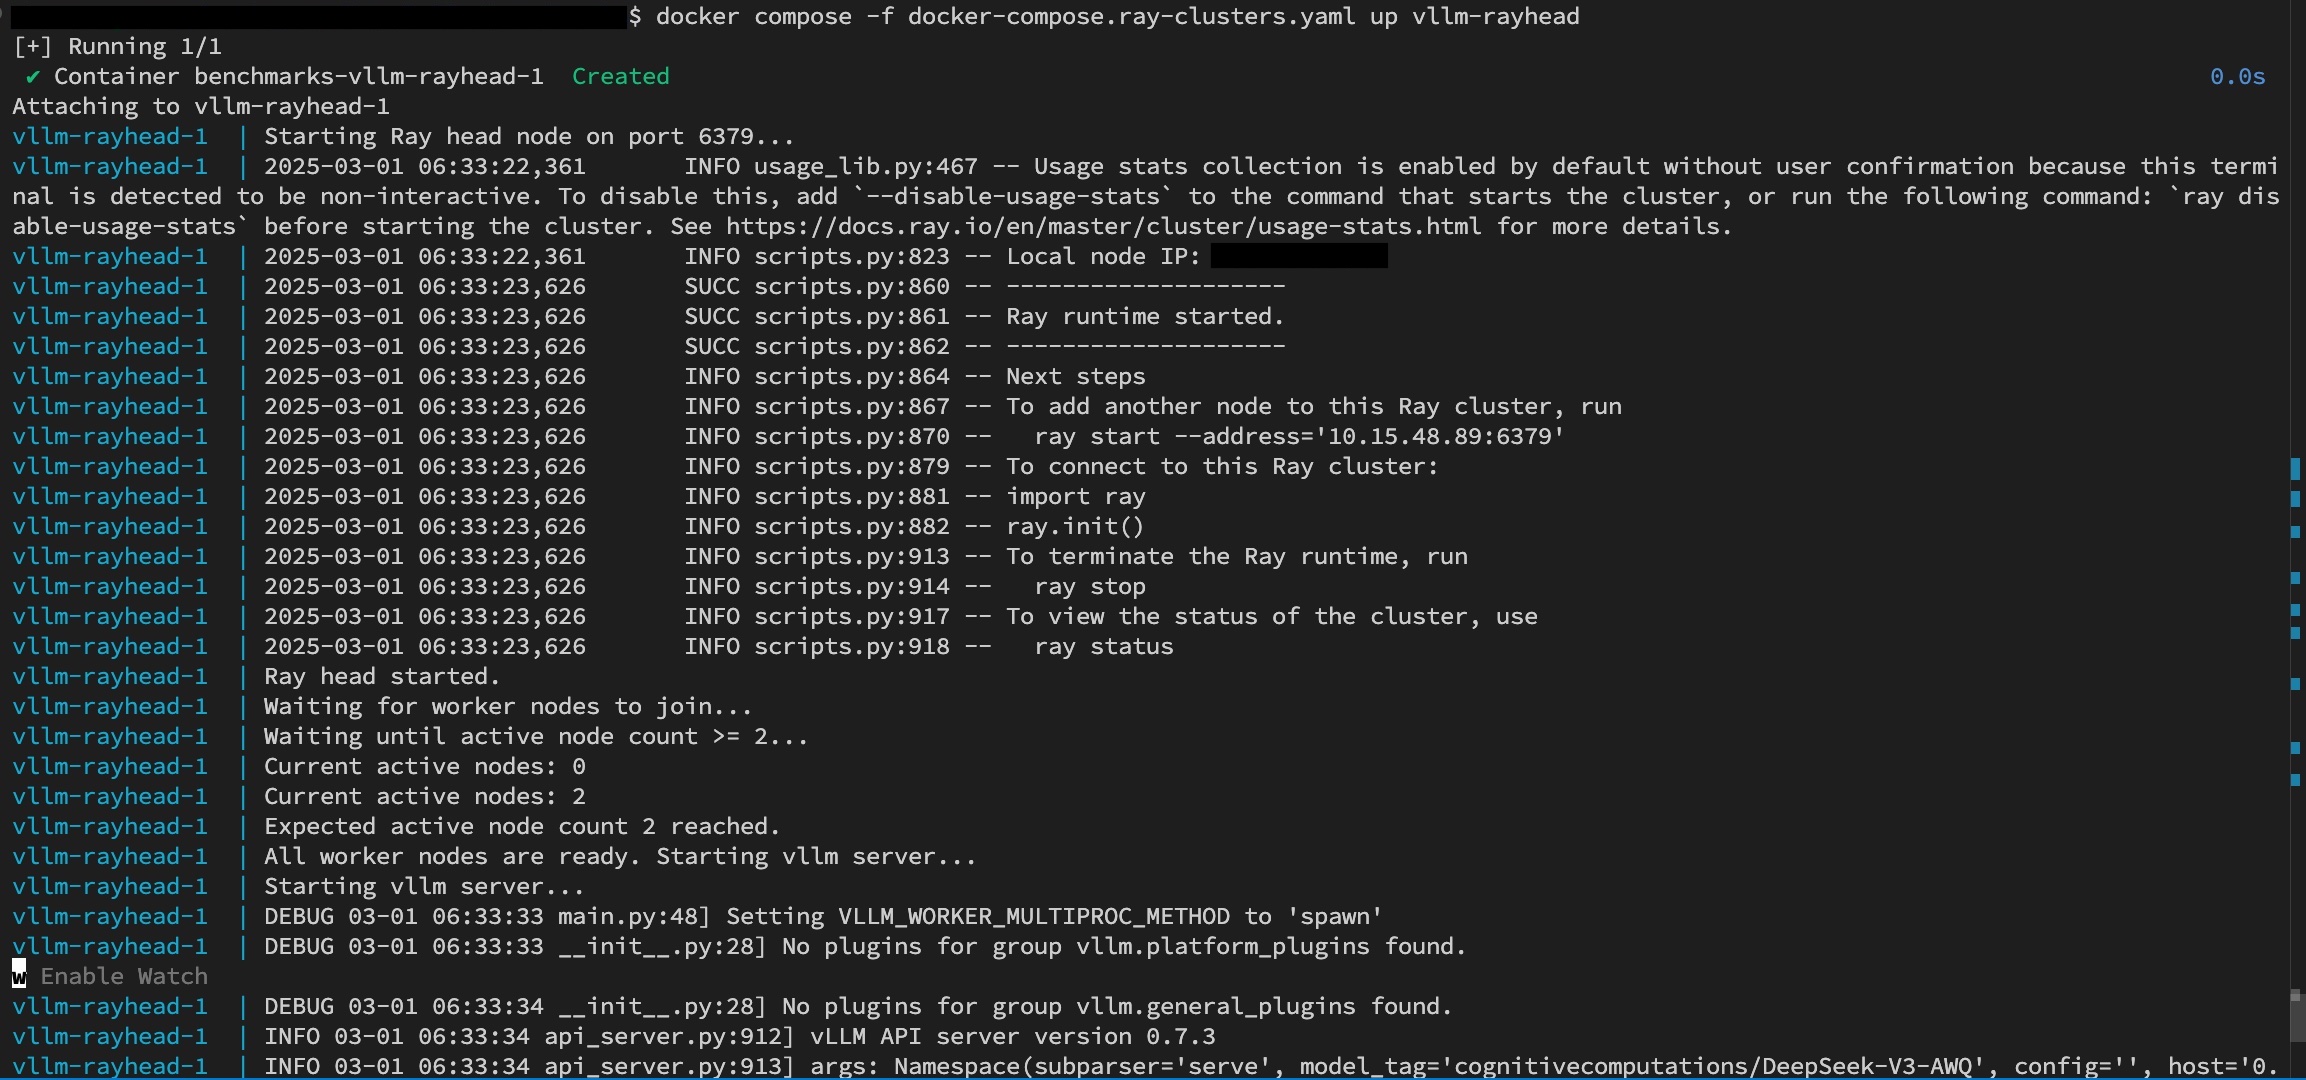 $ docker compose -f docker-compose.ray-clusters.yaml up vllm-rayhead
[+] Running 1/1
✔ Container benchmarks-vllm-rayhead-1  Created 0.0s
Attaching to vllm-rayhead-1
vllm-rayhead-1  | Starting Ray head node on port 6379...
vllm-rayhead-1  | 2025-03-01 06:33:22,361       INFO usage_lib.py:467 -- Usage stats collection is enabled by default without user confirmation because this termi
nal is detected to be non-interactive. To disable this, add `--disable-usage-stats` to the command that starts the cluster, or run the following command: `ray dis
able-usage-stats` before starting the cluster. See https://docs.ray.io/en/master/cluster/usage-stats.html for more details.
vllm-rayhead-1  | 2025-03-01 06:33:22,361       INFO scripts.py:823 -- Local node IP:
vllm-rayhead-1  | 2025-03-01 06:33:23,626       SUCC scripts.py:860 -- --------------------
vllm-rayhead-1  | 2025-03-01 06:33:23,626       SUCC scripts.py:861 -- Ray runtime started.
vllm-rayhead-1  | 2025-03-01 06:33:23,626       SUCC scripts.py:862 -- --------------------
vllm-rayhead-1  | 2025-03-01 06:33:23,626       INFO scripts.py:864 -- Next steps
vllm-rayhead-1  | 2025-03-01 06:33:23,626       INFO scripts.py:867 -- To add another node to this Ray cluster, run
vllm-rayhead-1  | 2025-03-01 06:33:23,626       INFO scripts.py:870 --   ray start --address='10.15.48.89:6379'
vllm-rayhead-1  | 2025-03-01 06:33:23,626       INFO scripts.py:879 -- To connect to this Ray cluster:
vllm-rayhead-1  | 2025-03-01 06:33:23,626       INFO scripts.py:881 -- import ray
vllm-rayhead-1  | 2025-03-01 06:33:23,626       INFO scripts.py:882 -- ray.init()
vllm-rayhead-1  | 2025-03-01 06:33:23,626       INFO scripts.py:913 -- To terminate the Ray runtime, run
vllm-rayhead-1  | 2025-03-01 06:33:23,626       INFO scripts.py:914 --   ray stop
vllm-rayhead-1  | 2025-03-01 06:33:23,626       INFO scripts.py:917 -- To view the status of the cluster, use
vllm-rayhead-1  | 2025-03-01 06:33:23,626       INFO scripts.py:918 --   ray status
vllm-rayhead-1  | Ray head started.
vllm-rayhead-1  | Waiting for worker nodes to join...
vllm-rayhead-1  | Waiting until active node count >= 2...
vllm-rayhead-1  | Current active nodes: 0
vllm-rayhead-1  | Current active nodes: 2
vllm-rayhead-1  | Expected active node count 2 reached.
vllm-rayhead-1  | All worker nodes are ready. Starting vllm server...
vllm-rayhead-1  | Starting vllm server...
vllm-rayhead-1  | DEBUG 03-01 06:33:33 main.py:48] Setting VLLM_WORKER_MULTIPROC_METHOD to 'spawn'
vllm-rayhead-1  | DEBUG 03-01 06:33:33 __init__.py:28] No plugins for group vllm.platform_plugins found.
w Enable Watch
vllm-rayhead-1  | DEBUG 03-01 06:33:34 __init__.py:28] No plugins for group vllm.general_plugins found.
vllm-rayhead-1  | INFO 03-01 06:33:34 api_server.py:912] vLLM API server version 0.7.3
vllm-rayhead-1  | INFO 03-01 06:33:34 api_server.py:913] args: Namespace(subparser='serve', model_tag='cognitivecomputations/DeepSeek-V3-AWQ', config='', host='0.